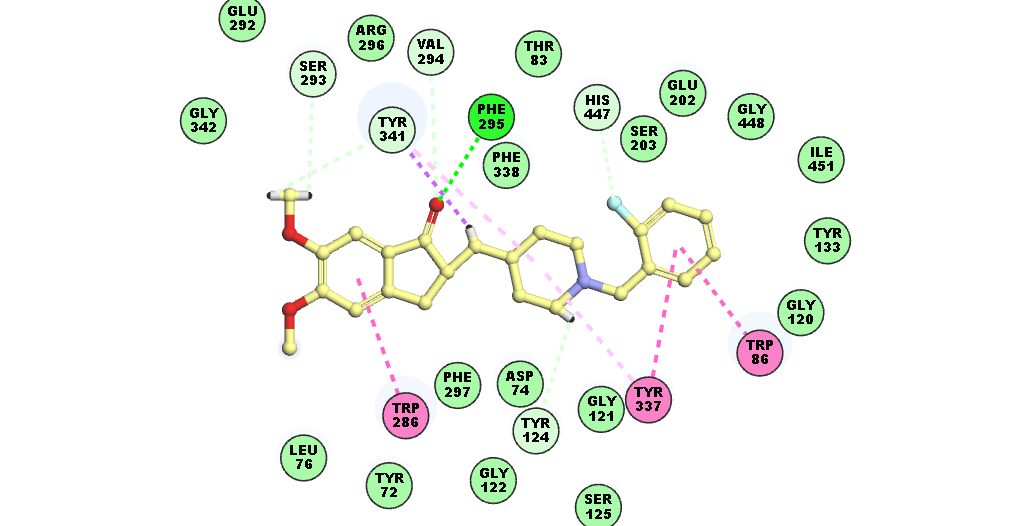 GLU
292
ARG
296
VAL
294
THR
83
SER
293
GLU
202
HIS
447
GLY
342
TYR
341
PHE
295
GLY
448
SER
203
PHE
338
ILE
451
TYR
133
GLY
120
TRP
86
PHE
297
ASP
74
TYR
337
GLY
121
TRP
286
TYR
124
LEU
76
TYR
72
GLY
122
SER
125